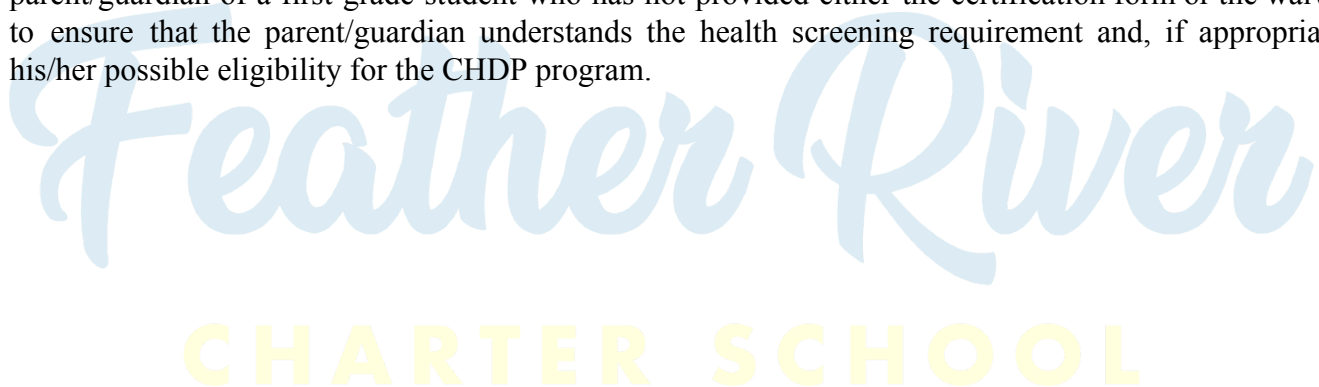 parent/guardian of a first grade student who has not provided either the certification form or the
to ensure that the parent/guardian understands the health screening requirement and, if
his/her possible eligibility for the CHDP program.
Feather River
CHARTER SCHOOL